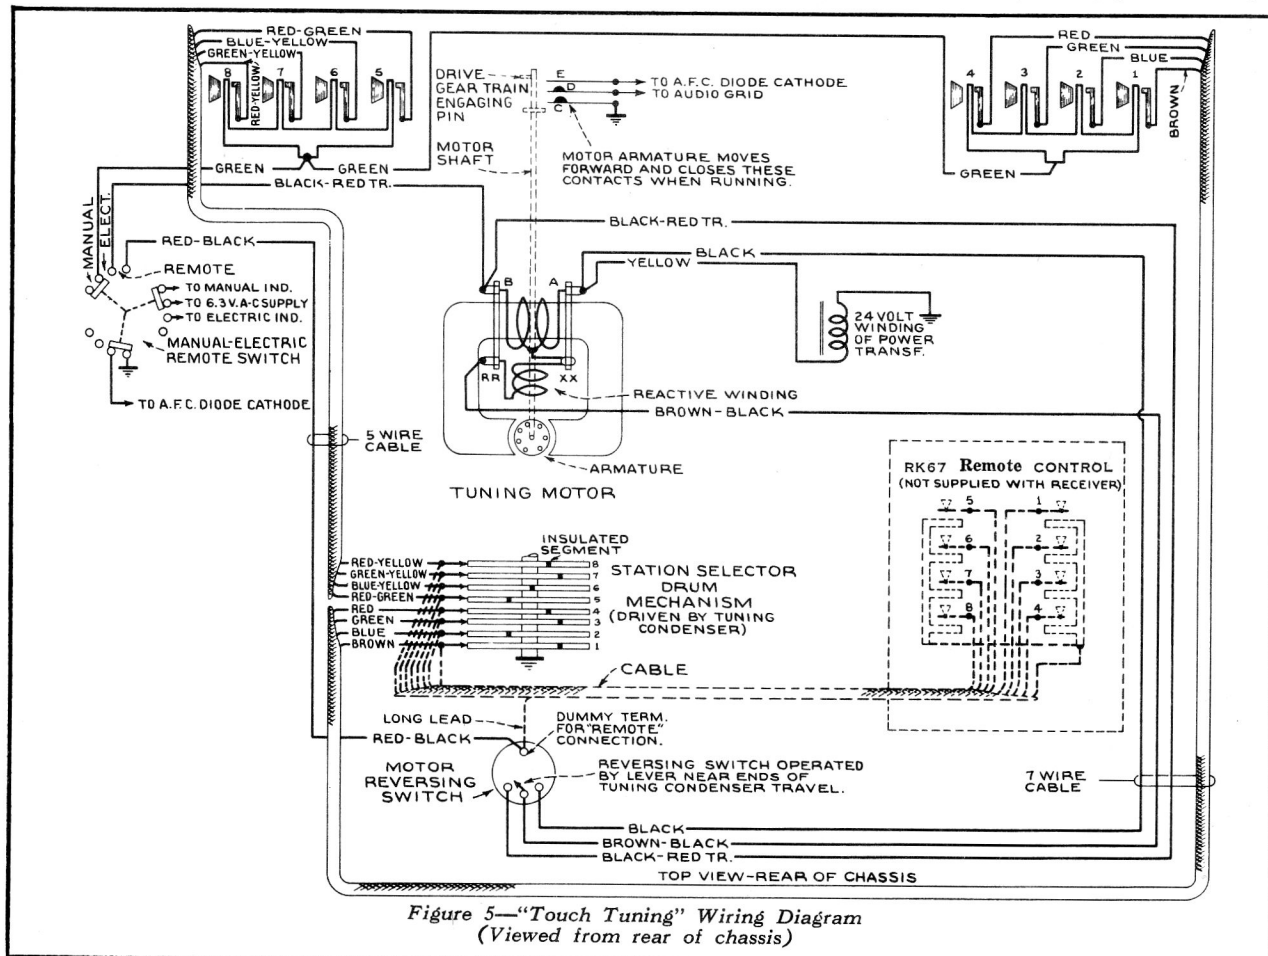 RED-GREEN
BLUE-YELLOW
GREEN-YELLOW
RED-YELLOW
8 7 6 5
GREEN GREEN
BLACK-RED TR.
DRIVE
GEAR TRAIN
ENGAGING
PIN
MOTOR
SHAFT
E
D
C
TO A.F.C. DIODE CATHODE
TO AUDIO GRID
MOTOR ARMATURE MOVES
FORWARD AND CLOSES THESE
CONTACTS WHEN RUNNING.
RED
GREEN
BLUE
BROWN
4 3 2 1
GREEN
MANUAL
ELECT.
RED-BLACK
REMOTE
TO MANUAL IND.
TO 6.3 V. A-C SUPPLY
TO ELECTRIC IND.
MANUAL-ELECTRIC
REMOTE SWITCH
TO A.F.C. DIODE CATHODE
BLACK-RED TR.
BLACK
YELLOW
B A
RR XX
24 VOLT
WINDING
OF POWER
TRANSF.
REACTIVE WINDING
BROWN-BLACK
ARMATURE
TUNING MOTOR
5 WIRE
CABLE
RK67 Remote CONTROL
(NOT SUPPLIED WITH RECEIVER)
5 1
6 2
7 3
8 4
INSULATED
SEGMENT
RED-YELLOW 8
GREEN-YELLOW 7
BLUE-YELLOW 6
RED-GREEN 5
RED 4
GREEN 3
BLUE 2
BROWN 1
STATION SELECTOR
DRUM
MECHANISM
(DRIVEN BY TUNING
CONDENSER)
CABLE
LONG LEAD
RED-BLACK
DUMMY TERM.
FOR "REMOTE"
CONNECTION.
MOTOR
REVERSING
SWITCH
REVERSING SWITCH OPERATED
BY LEVER NEAR ENDS OF
TUNING CONDENSER TRAVEL.
7 WIRE
CABLE
BLACK
BROWN-BLACK
BLACK-RED TR.
TOP VIEW-REAR OF CHASSIS
Figure 5—"Touch Tuning" Wiring Diagram
(Viewed from rear of chassis)